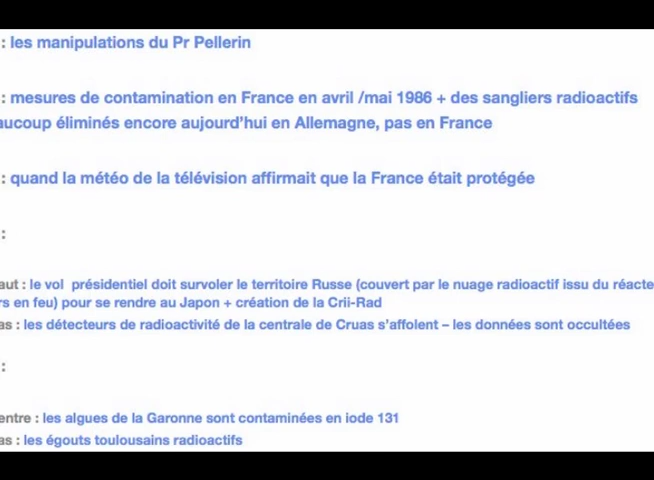 : les manipulations du Pr Pellerin
: mesures de contamination en France en avril /mai 1986 + des sangliers radioactifs
aucoup éliminés encore aujourd'hui en Allemagne, pas en France
: quand la météo de la télévision affirmait que la France était protégée
:
aut : le vol  présidentiel doit survoler le territoire Russe (couvert par le nuage radioactif issu du réacte
rs en feu) pour se rendre au Japon + création de la Crii-Rad
as : les détecteurs de radioactivité de la centrale de Cruas s'affolent – les données sont occultées
:
entre : les algues de la Garonne sont contaminées en iode 131
as : les égouts toulousains radioactifs